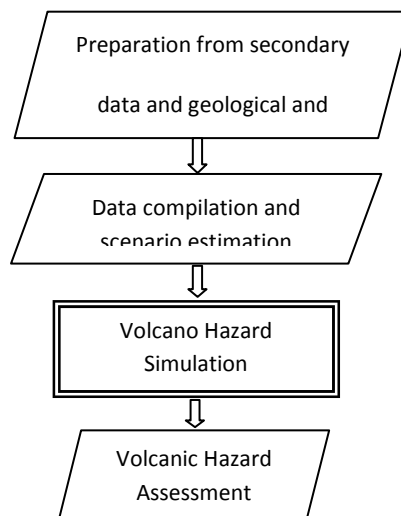 Preparation from secondary
data and geological and
Data compilation and
scenario estimation
Volcano Hazard
Simulation
Volcanic Hazard
Assessment